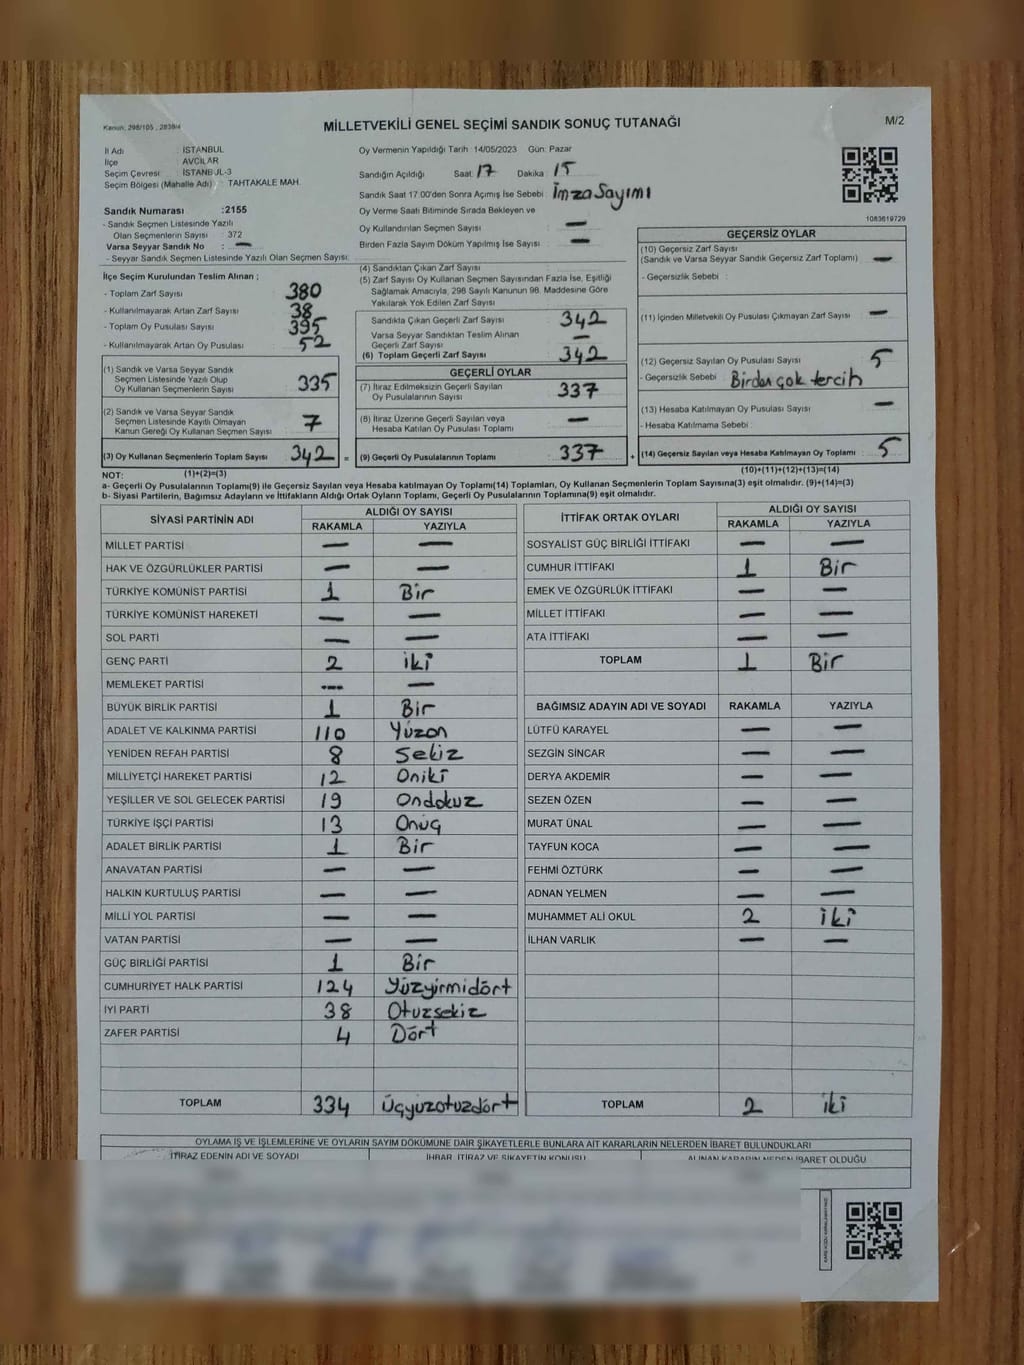 Kanun: 298/105 , 2839/4
MİLLETVEKİLİ GENEL SEÇİMİ SANDIK SONUÇ TUTANAĞI
M/2
İl Adı : İSTANBUL
İlçe : AVCILAR
Seçim Çevresi : İSTANBUL-3
Seçim Bölgesi (Mahalle Adı) : TAHTAKALE MAH.
Sandık Numarası :2155
- Sandık Seçmen Listesinde Yazılı
Olan Seçmenlerin Sayısı : 372
Varsa Seyyar Sandık No : —
- Seyyar Seçmen Listesinde Yazılı Olan Seçmen Sayısı:
Oy Vermenin Yapıldığı Tarih :14/05/2023 Gün: Pazar
Sandığın Açıldığı Saat: 17 Dakika : 15
Sandık Saat 17.00'den Sonra Açımış İse Sebebi: İmza Sayımı
Oy Verme Saati Bitiminde Sırada Bekleyen ve
Oy Kullandırılan Seçmen Sayısı : —
Birden Fazla Sayım Döküm Yapılmış İse Sayısı : —
1083619729
İlçe Seçim Kurulundan Teslim Alınan ;
- Toplam Zarf Sayısı : 380
- Kullanılmayarak Artan Zarf Sayısı : 38
- Toplam Oy Pusulası Sayısı : 395
- Kullanılmayarak Artan Oy Pusulası : 52
(1) Sandık ve Varsa Seyyar Sandık
Seçmen Listesinde Yazılı Olup
Oy Kullanan Seçmenlerin Sayısı : 335
(2) Sandık ve Varsa Seyyar Sandık
Seçmen Listesinde Kayıtlı Olmayan
Kanun Gereği Oy Kullanan Seçmen Sayısı : 7
(3) Oy Kullanan Seçmenlerin Toplam Sayısı : 342 =
(4) Sandıktan Çıkan Zarf Sayısı :
(5) Zarf Sayısı Oy Kullanan Seçmen Sayısından Fazla İse, Eşitliği
Sağlamak Amacıyla, 298 Sayılı Kanunun 98. Maddesine Göre
Yakılarak Yok Edilen Zarf Sayısı :
Sandıkta Çıkan Geçerli Zarf Sayısı : 342
Varsa Seyyar Sandıktan Teslim Alınan
Geçerli Zarf Sayısı : —
(6) Toplam Geçerli Zarf Sayısı : 342
GEÇERLİ OYLAR
(7) İtiraz Edilmeksizin Geçerli Sayılan
Oy Pusulalarının Sayısı : 337
(8) İtiraz Üzerine Geçerli Sayılan veya
Hesaba Katılan Oy Pusulası Toplamı : —
(9) Geçerli Oy Pusulalarının Toplamı : 337 +
GEÇERSİZ OYLAR
(10) Geçersiz Zarf Sayısı
(Sandık ve Varsa Seyyar Sandık Geçersiz Zarf Toplamı) : —
- Geçersizlik Sebebi :
(11) İçinden Milletvekili Oy Pusulası Çıkmayan Zarf Sayısı : —
(12) Geçersiz Sayılan Oy Pusulası Sayısı : 5
- Geçersizlik Sebebi : Birden çok tercih
(13) Hesaba Katılmayan Oy Pusulası Sayısı : —
- Hesaba Katılmama Sebebi :
(14) Geçersiz Sayılan veya Hesaba Katılmayan Oy Toplamı : 5
NOT: (1)+(2)=(3) (10)+(11)+(12)+(13)=(14)
a- Geçerli Oy Pusulalarının Toplamı(9) ile Geçersiz Sayılan veya Hesaba katılmayan Oy Toplamı(14) Toplamları, Oy Kullanan Seçmenlerin Toplam Sayısına(3) eşit olmalıdır. (9)+(14)=(3)
b- Siyasi Partilerin, Bağımsız Adayların ve İttifakların Aldığı Ortak Oyların Toplamı, Geçerli Oy Pusulalarının Toplamına(9) eşit olmalıdır.
SİYASİ PARTİNİN ADI ALDIĞI OY SAYISI
RAKAMLA YAZIYLA
MİLLET PARTİSİ — —
HAK VE ÖZGÜRLÜKLER PARTİSİ — —
TÜRKİYE KOMÜNİST PARTİSİ 1 Bir
TÜRKİYE KOMÜNİST HAREKETİ — —
SOL PARTİ — —
GENÇ PARTİ 2 iki
MEMLEKET PARTİSİ — —
BÜYÜK BİRLİK PARTİSİ 1 Bir
ADALET VE KALKINMA PARTİSİ 110 Yüzon
YENİDEN REFAH PARTİSİ 8 Sekiz
MİLLİYETÇİ HAREKET PARTİSİ 12 Oniki
YEŞİLLER VE SOL GELECEK PARTİSİ 19 Ondokuz
TÜRKİYE İŞÇİ PARTİSİ 13 Onüç
ADALET BİRLİK PARTİSİ 1 Bir
ANAVATAN PARTİSİ — —
HALKIN KURTULUŞ PARTİSİ — —
MİLLİ YOL PARTİSİ — —
VATAN PARTİSİ — —
GÜÇ BİRLİĞİ PARTİSİ 1 Bir
CUMHURİYET HALK PARTİSİ 124 Yüzyirmidört
İYİ PARTİ 38 Otuzsekiz
ZAFER PARTİSİ 4 Dört
TOPLAM 334 Üçyüzotuzdört
İTTİFAK ORTAK OYLARI ALDIĞI OY SAYISI
RAKAMLA YAZIYLA
SOSYALİST GÜÇ BİRLİĞİ İTTİFAKI — —
CUMHUR İTTİFAKI 1 Bir
EMEK VE ÖZGÜRLÜK İTTİFAKI — —
MİLLET İTTİFAKI — —
ATA İTTİFAKI — —
TOPLAM 1 Bir
BAĞIMSIZ ADAYIN ADI VE SOYADI RAKAMLA YAZIYLA
LÜTFÜ KARAYEL — —
SEZGİN SİNCAR — —
DERYA AKDEMİR — —
SEZEN ÖZEN — —
MURAT ÜNAL — —
TAYFUN KOCA — —
FEHMİ ÖZTÜRK — —
ADNAN YELMEN — —
MUHAMMET ALİ OKUL 2 iki
İLHAN VARLIK — —
TOPLAM 2 iki
OYLAMA İŞ VE İŞLEMLERİNE VE OYLARIN SAYIM DÖKÜMÜNE DAİR ŞİKAYETLERLE BUNLARA AİT KARARLARIN NELERDEN İBARET BULUNDUKLARI
İTİRAZ EDENİN ADI VE SOYADI İHBAR, İTİRAZ VE ŞİKAYETİN KONUSU ALINAN KARARIN NEDEN İBARET OLDUĞU